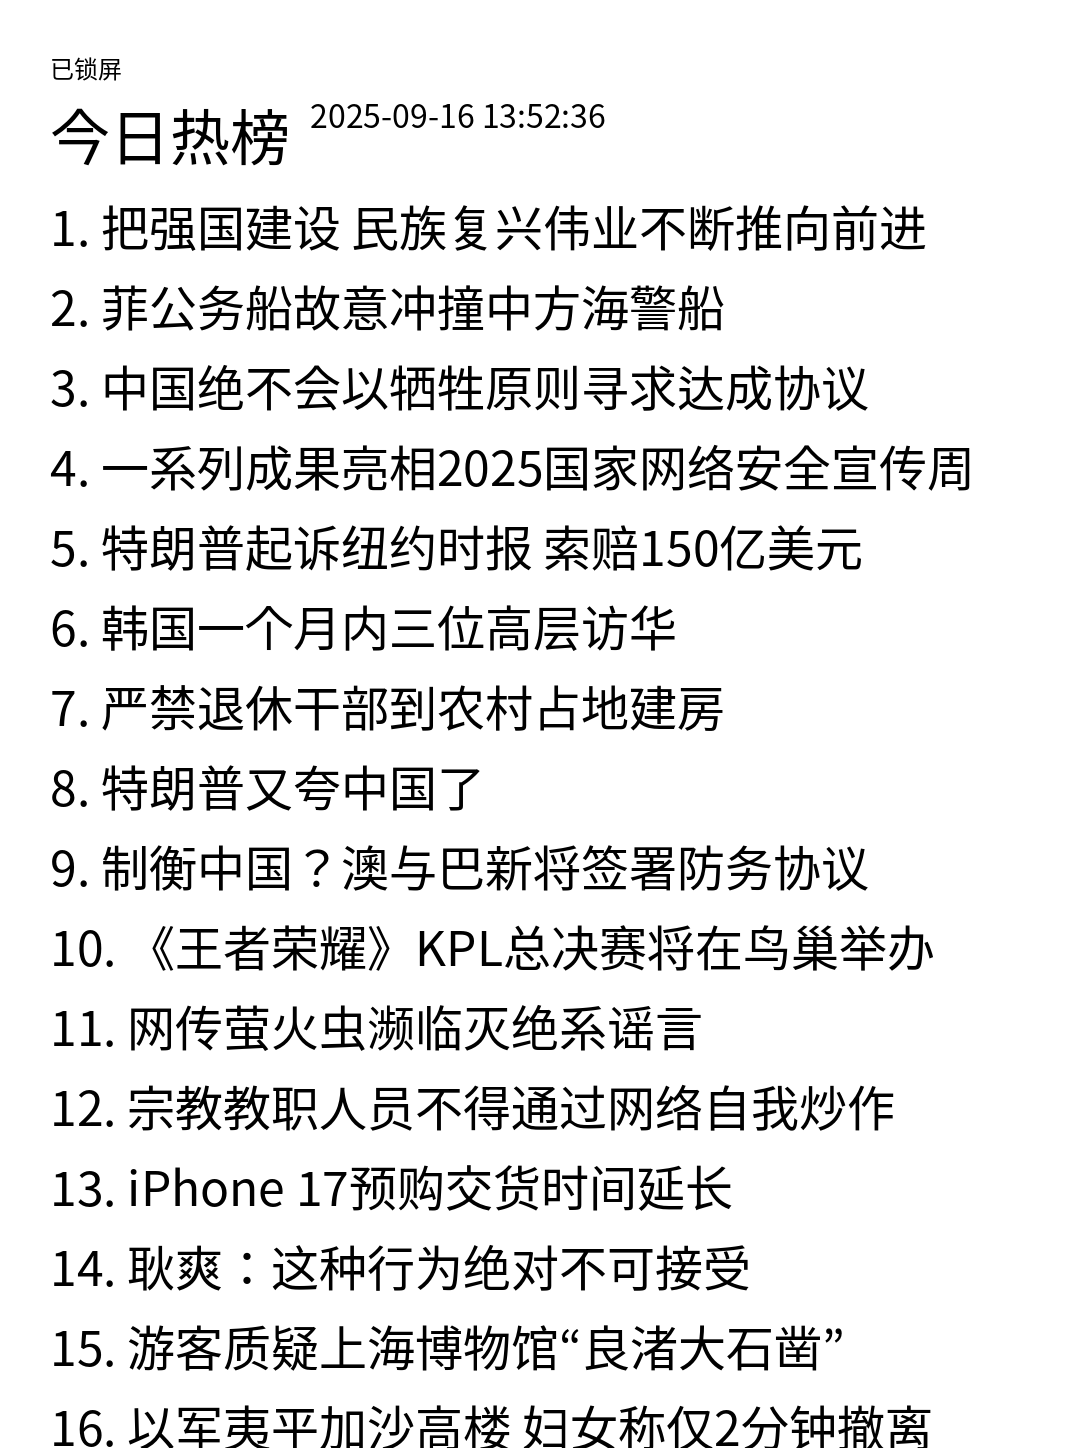 已锁屏
今日热榜 2025-09-16 13:52:36
1. 把强国建设 民族复兴伟业不断推向前进
2. 菲公务船故意冲撞中方海警船
3. 中国绝不会以牺牲原则寻求达成协议
4. 一系列成果亮相2025国家网络安全宣传周
5. 特朗普起诉纽约时报 索赔150亿美元
6. 韩国一个月内三位高层访华
7. 严禁退休干部到农村占地建房
8. 特朗普又夸中国了
9. 制衡中国？澳与巴新将签署防务协议
10. 《王者荣耀》KPL总决赛将在鸟巢举办
11. 网传萤火虫濒临灭绝系谣言
12. 宗教教职人员不得通过网络自我炒作
13. iPhone 17预购交货时间延长
14. 耿爽：这种行为绝对不可接受
15. 游客质疑上海博物馆“良渚大石凿”
16. 以军夷平加沙高楼 妇女称仅2分钟撤离